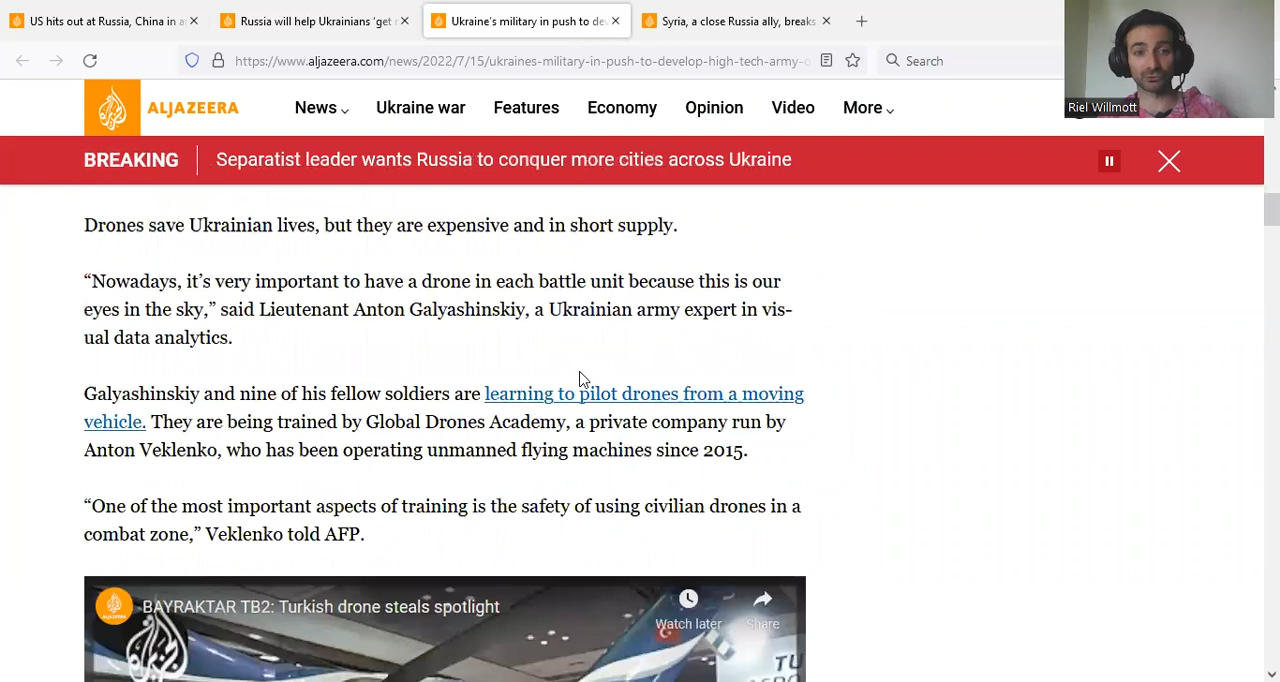 US hits out at Russia, China in a
Russia will help Ukrainians ‘get r
Ukraine's military in push to dev
Syria, a close Russia ally, breaks
https://www.aljazeera.com/news/2022/7/15/ukraines-military-in-push-to-develop-high-tech-army-o
Search
Riel Willmott
ALJAZEERA
News
Ukraine war
Features
Economy
Opinion
Video
More
BREAKING
Separatist leader wants Russia to conquer more cities across Ukraine
Drones save Ukrainian lives, but they are expensive and in short supply.
“Nowadays, it’s very important to have a drone in each battle unit because this is our
eyes in the sky,” said Lieutenant Anton Galyashinskiy, a Ukrainian army expert in vis-
ual data analytics.
Galyashinskiy and nine of his fellow soldiers are learning to pilot drones from a moving
vehicle. They are being trained by Global Drones Academy, a private company run by
Anton Veklenko, who has been operating unmanned flying machines since 2015.
“One of the most important aspects of training is the safety of using civilian drones in a
combat zone,” Veklenko told AFP.
BAYRAKTAR TB2: Turkish drone steals spotlight
Watch later
Share
ALJAZEERA
TU